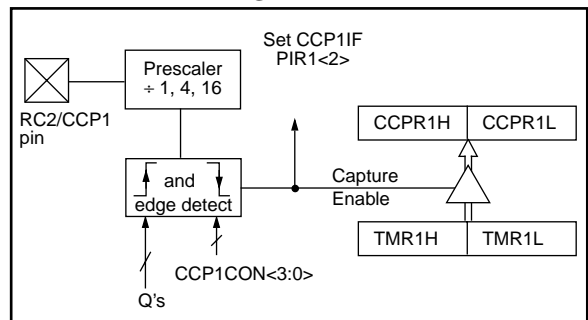 Set CCP1IF
PIR1<2>
Prescaler
÷ 1, 4, 16
RC2/CCP1
pin
CCPR1H CCPR1L
and
edge detect
Capture
Enable
TMR1H TMR1L
CCP1CON<3:0>
Q's